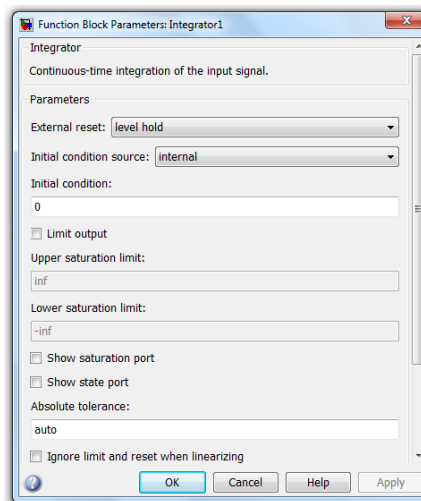 Function Block Parameters: Integrator1
Integrator
Continuous-time integration of the input signal.
Parameters
External reset: level hold
Initial condition source: internal
Initial condition:
0
Limit output
Upper saturation limit:
inf
Lower saturation limit:
-inf
Show saturation port
Show state port
Absolute tolerance:
auto
Ignore limit and reset when linearizing
OK Cancel Help Apply